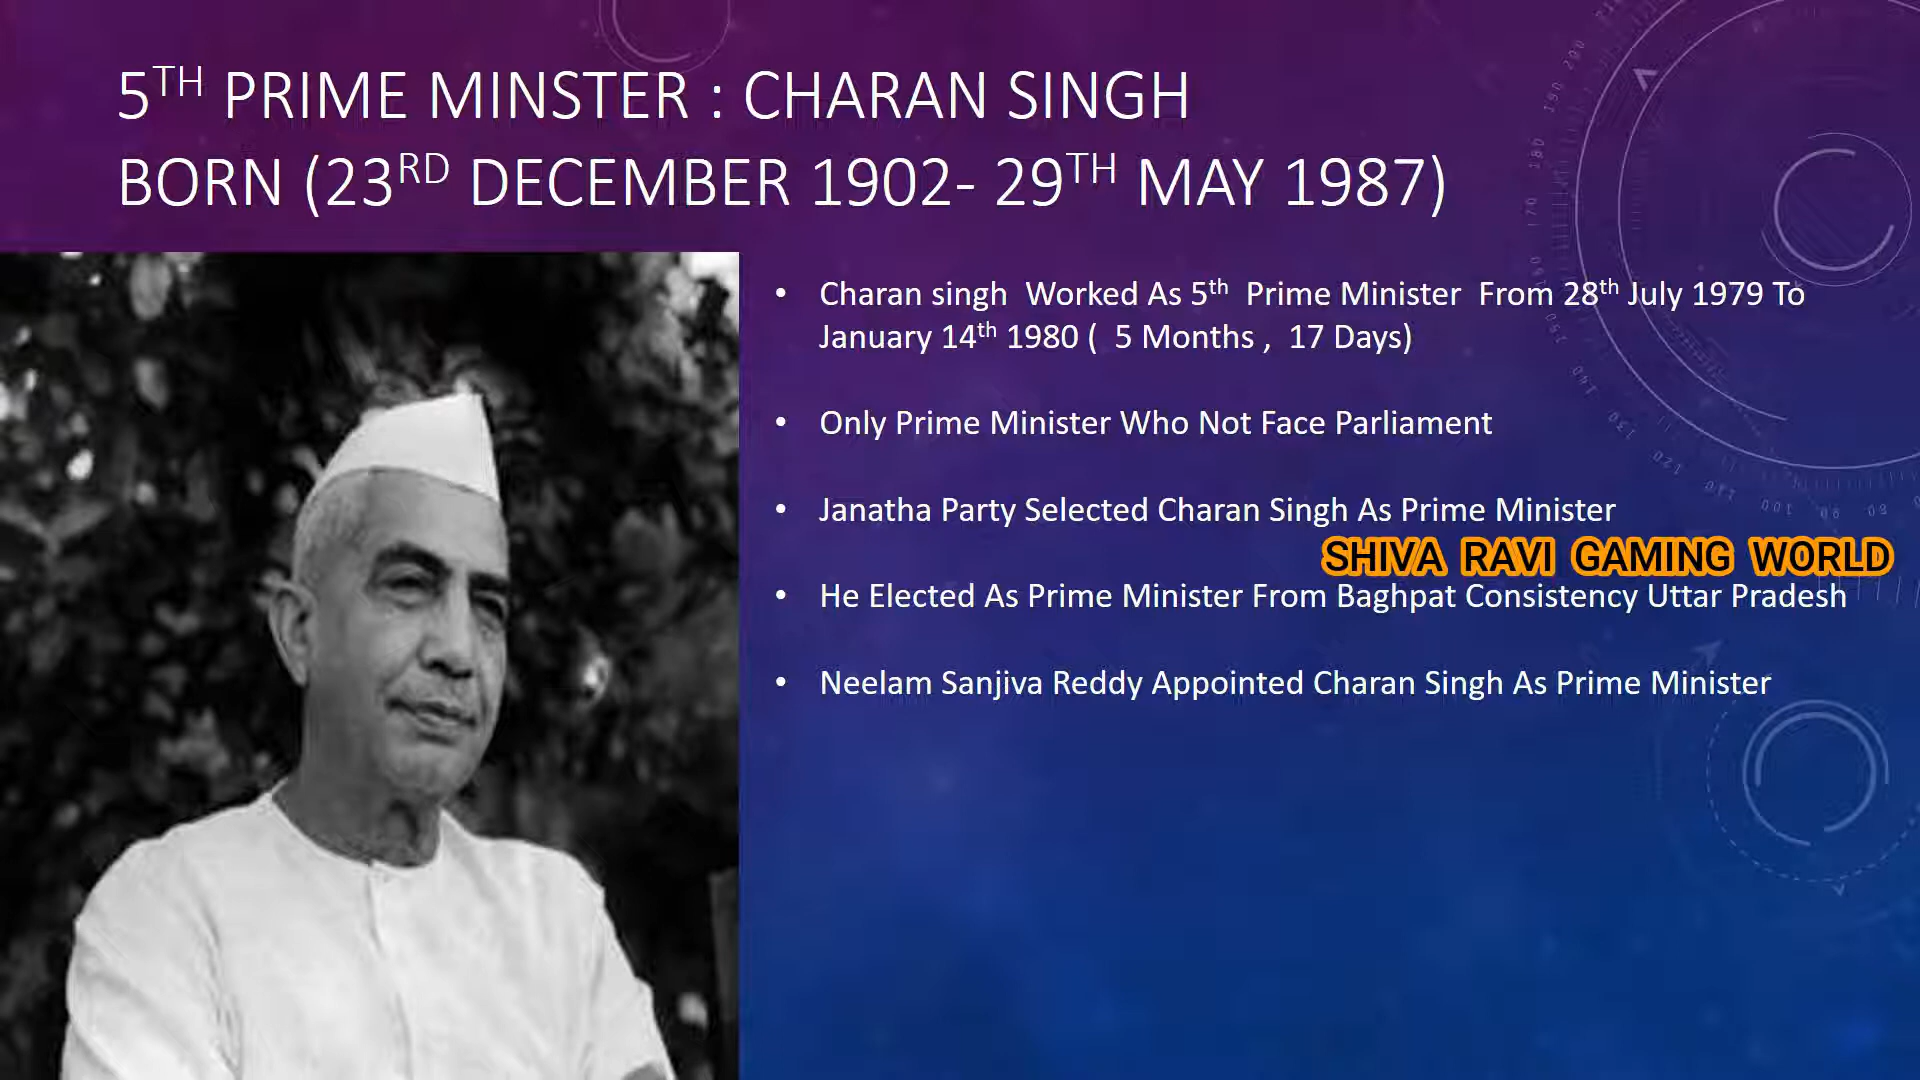 5TH PRIME MINSTER : CHARAN SINGH
BORN (23RD DECEMBER 1902- 29TH MAY 1987)
• Charan singh Worked As 5th Prime Minister From 28th July 1979 To
January 14th 1980 ( 5 Months , 17 Days)
• Only Prime Minister Who Not Face Parliament
• Janatha Party Selected Charan Singh As Prime Minister
SHIVA RAVI GAMING WORLD
• He Elected As Prime Minister From Baghpat Consistency Uttar Pradesh
• Neelam Sanjiva Reddy Appointed Charan Singh As Prime Minister